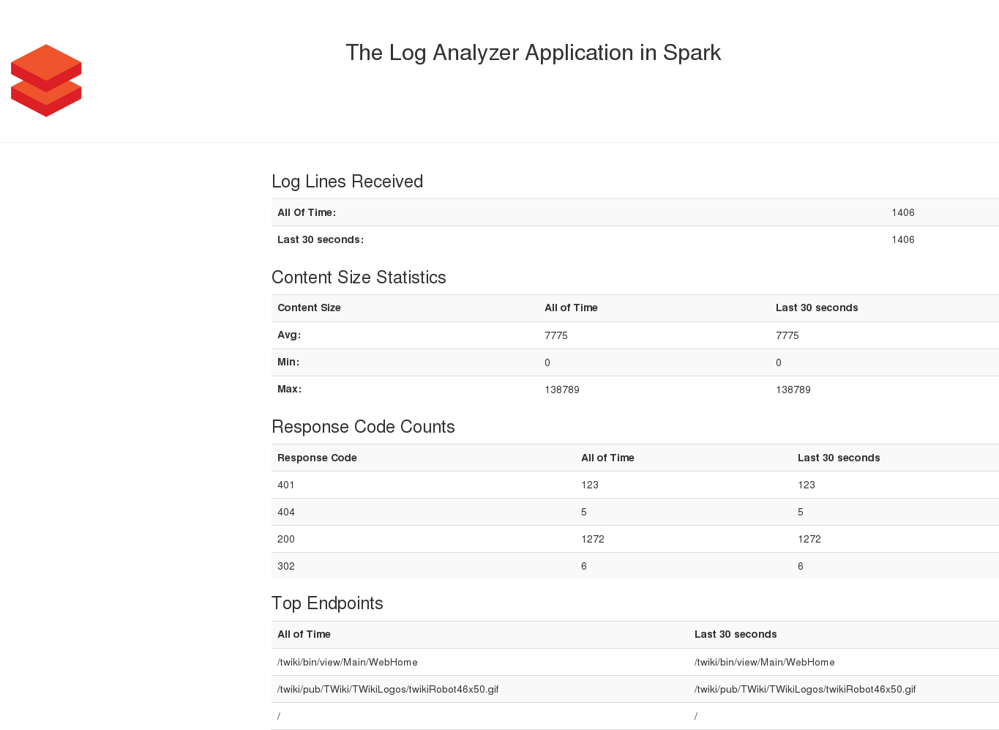 The Log Analyzer Application in Spark
Log Lines Received
All Of Time: 1406
Last 30 seconds: 1406
Content Size Statistics
Content Size All of Time Last 30 seconds
Avg: 7775 7775
Min: 0 0
Max: 138789 138789
Response Code Counts
Response Code All of Time Last 30 seconds
401 123 123
404 5 5
200 1272 1272
302 6 6
Top Endpoints
All of Time Last 30 seconds
/twiki/bin/view/Main/WebHome /twiki/bin/view/Main/WebHome
/twiki/pub/TWiki/TWikiLogos/twikiRobot46x50.gif /twiki/pub/TWiki/TWikiLogos/twikiRobot46x50.gif
/ /